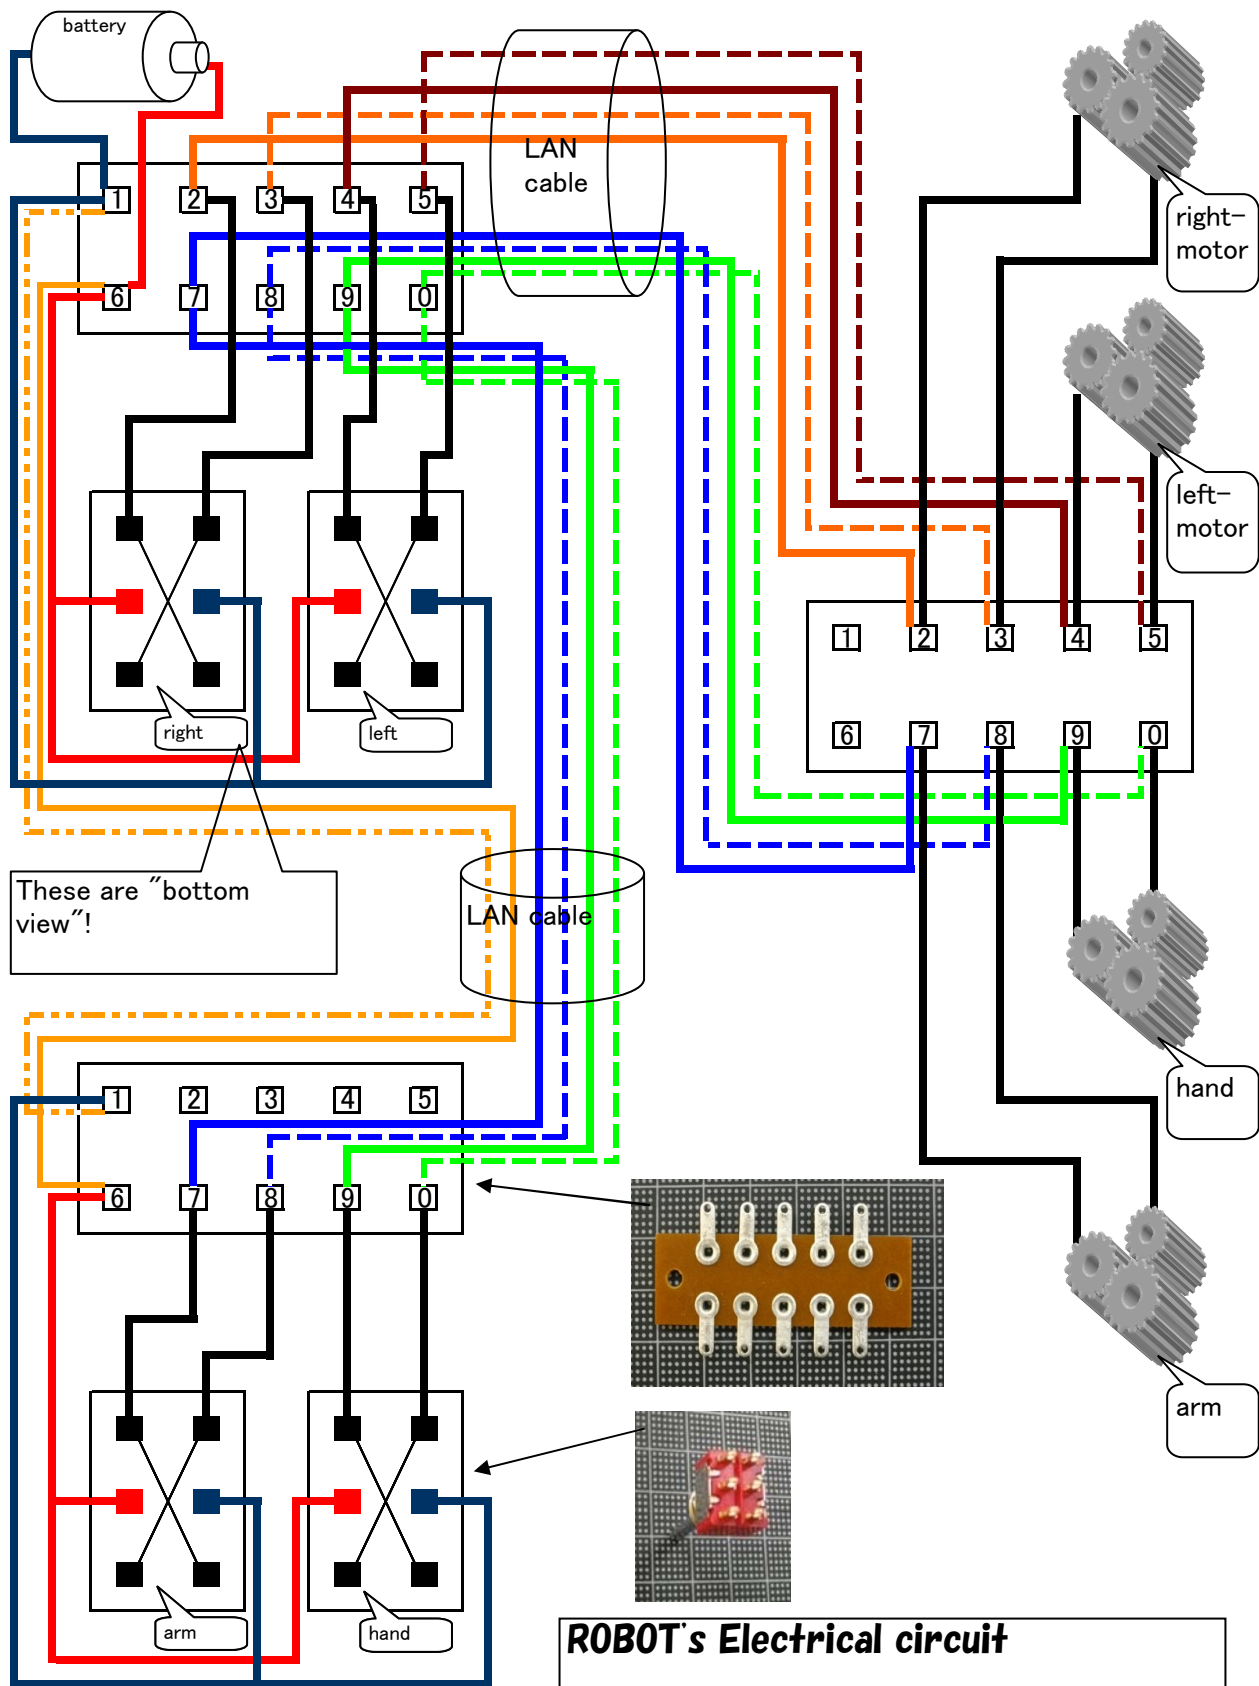 battery
LAN
cable
1 2 3 4 5
6 7 8 9 0
right-
motor
left-
motor
1 2 3 4 5
6 7 8 9 0
right
left
These are "bottom
view"!
LAN cable
hand
1 2 3 4 5
6 7 8 9 0
arm
arm
hand
ROBOT's Electrical circuit